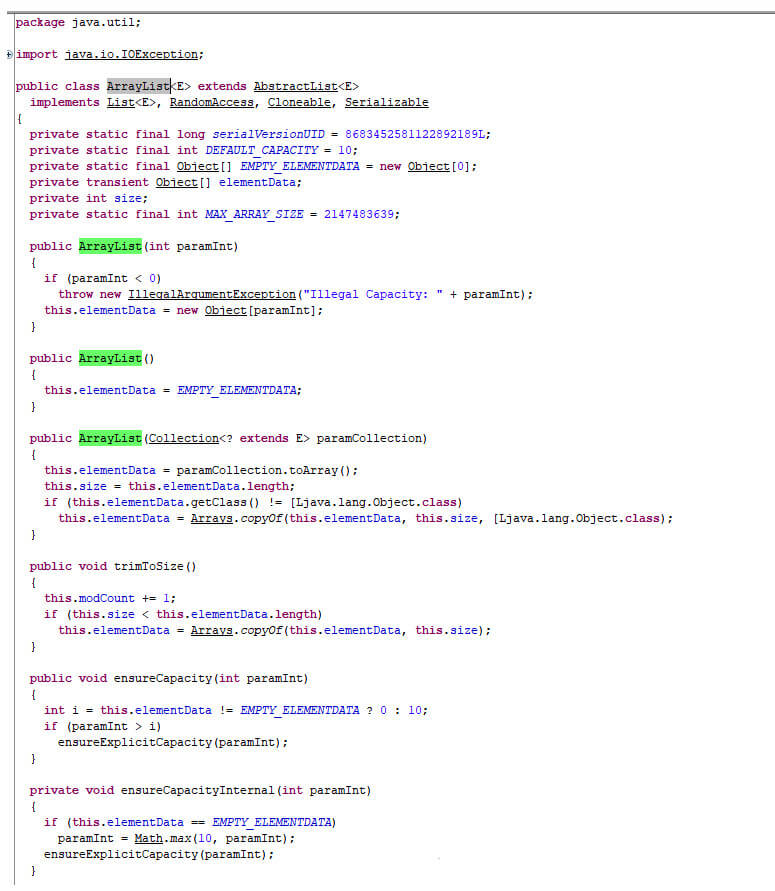 package java.util;
import java.io.IOException;
public class ArrayList<E> extends AbstractList<E>
implements List<E>, RandomAccess, Cloneable, Serializable
{
private static final long serialVersionUID = 8683452581122892189L;
private static final int DEFAULT_CAPACITY = 10;
private static final Object[] EMPTY_ELEMENTDATA = new Object[0];
private transient Object[] elementData;
private int size;
private static final int MAX_ARRAY_SIZE = 2147483639;
public ArrayList(int paramInt)
{
if (paramInt < 0)
throw new IllegalArgumentException("Illegal Capacity: " + paramInt);
this.elementData = new Object[paramInt];
}
public ArrayList()
{
this.elementData = EMPTY_ELEMENTDATA;
}
public ArrayList(Collection<? extends E> paramCollection)
{
this.elementData = paramCollection.toArray();
this.size = this.elementData.length;
if (this.elementData.getClass() != [Ljava.lang.Object.class)
this.elementData = Arrays.copyOf(this.elementData, this.size, [Ljava.lang.Object.class);
}
public void trimToSize()
{
this.modCount += 1;
if (this.size < this.elementData.length)
this.elementData = Arrays.copyOf(this.elementData, this.size);
}
public void ensureCapacity(int paramInt)
{
int i = this.elementData != EMPTY_ELEMENTDATA ? 0 : 10;
if (paramInt > i)
ensureExplicitCapacity(paramInt);
}
private void ensureCapacityInternal(int paramInt)
{
if (this.elementData == EMPTY_ELEMENTDATA)
paramInt = Math.max(10, paramInt);
ensureExplicitCapacity(paramInt);
}